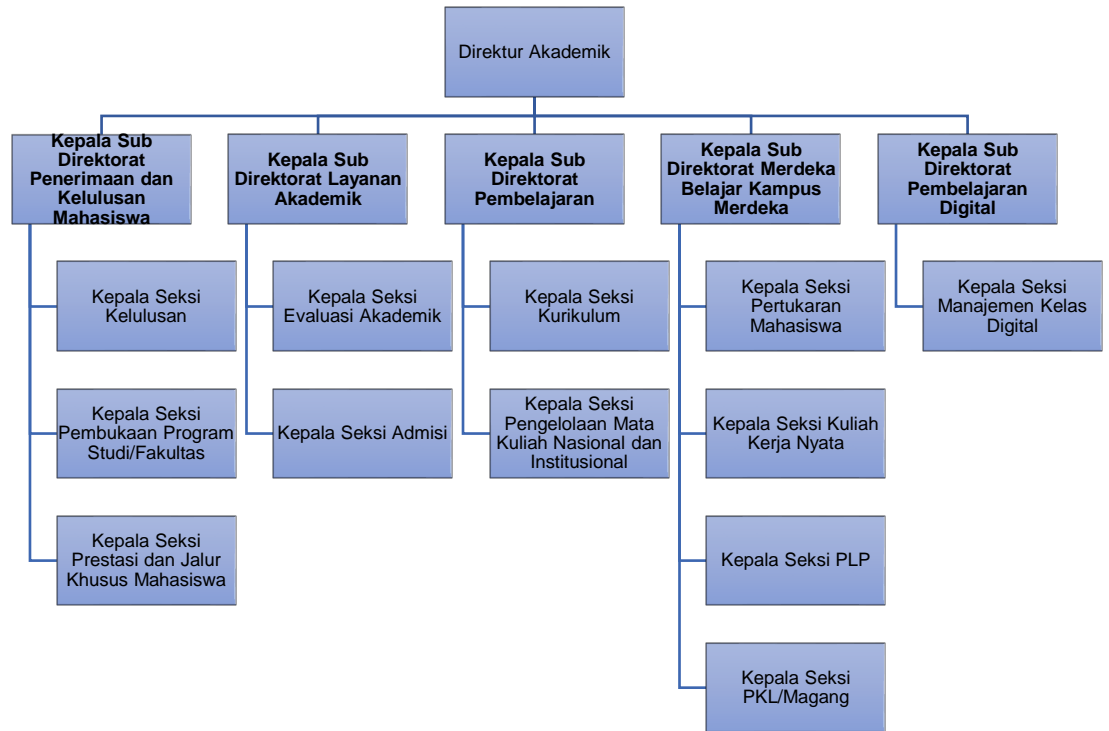 Direktur Akademik
Kepala Sub
Direktorat
Penerimaan dan
Kelulusan
Mahasiswa
Kepala Sub
Direktorat Layanan
Akademik
Kepala Sub
Direktorat
Pembelajaran
Kepala Sub
Direktorat Merdeka
Belajar Kampus
Merdeka
Kepala Sub
Direktorat
Pembelajaran
Digital
Kepala Seksi
Kelulusan
Kepala Seksi
Evaluasi Akademik
Kepala Seksi
Kurikulum
Kepala Seksi
Pertukaran
Mahasiswa
Kepala Seksi
Manajemen Kelas
Digital
Kepala Seksi
Pembukaan Program
Studi/Fakultas
Kepala Seksi Admisi
Kepala Seksi
Pengelolaan Mata
Kuliah Nasional dan
Institusional
Kepala Seksi Kuliah
Kerja Nyata
Kepala Seksi
Prestasi dan Jalur
Khusus Mahasiswa
Kepala Seksi PLP
Kepala Seksi
PKL/Magang